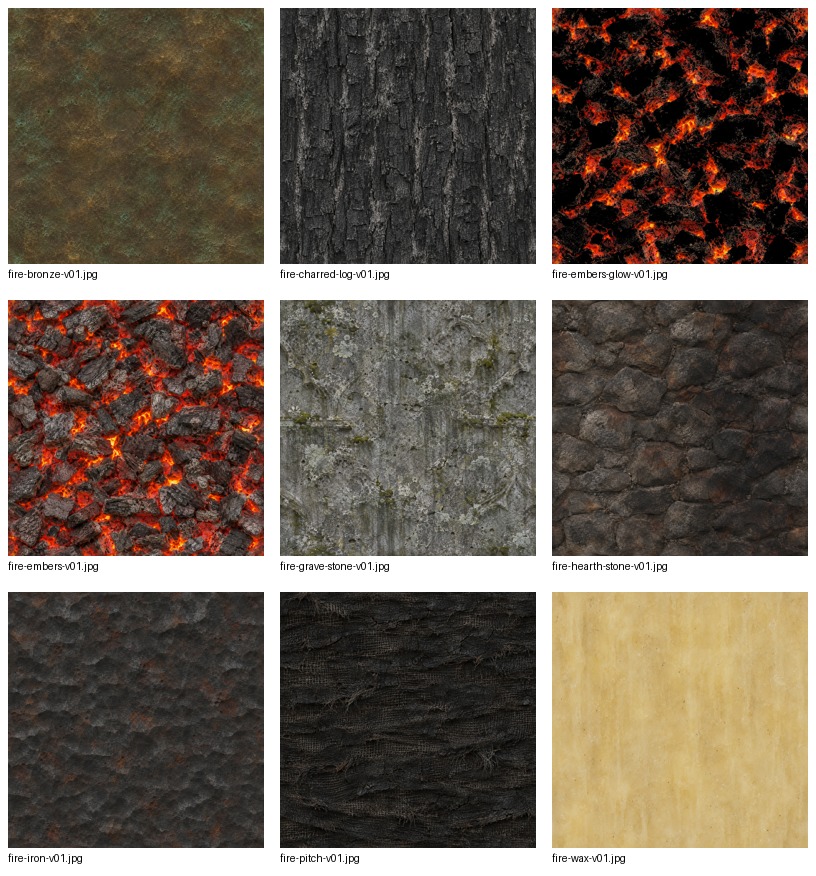 fire-bronze-v01.jpg
fire-charred-log-v01.jpg
fire-embers-glow-v01.jpg
fire-embers-v01.jpg
fire-grave-stone-v01.jpg
fire-hearth-stone-v01.jpg
fire-iron-v01.jpg
fire-pitch-v01.jpg
fire-wax-v01.jpg